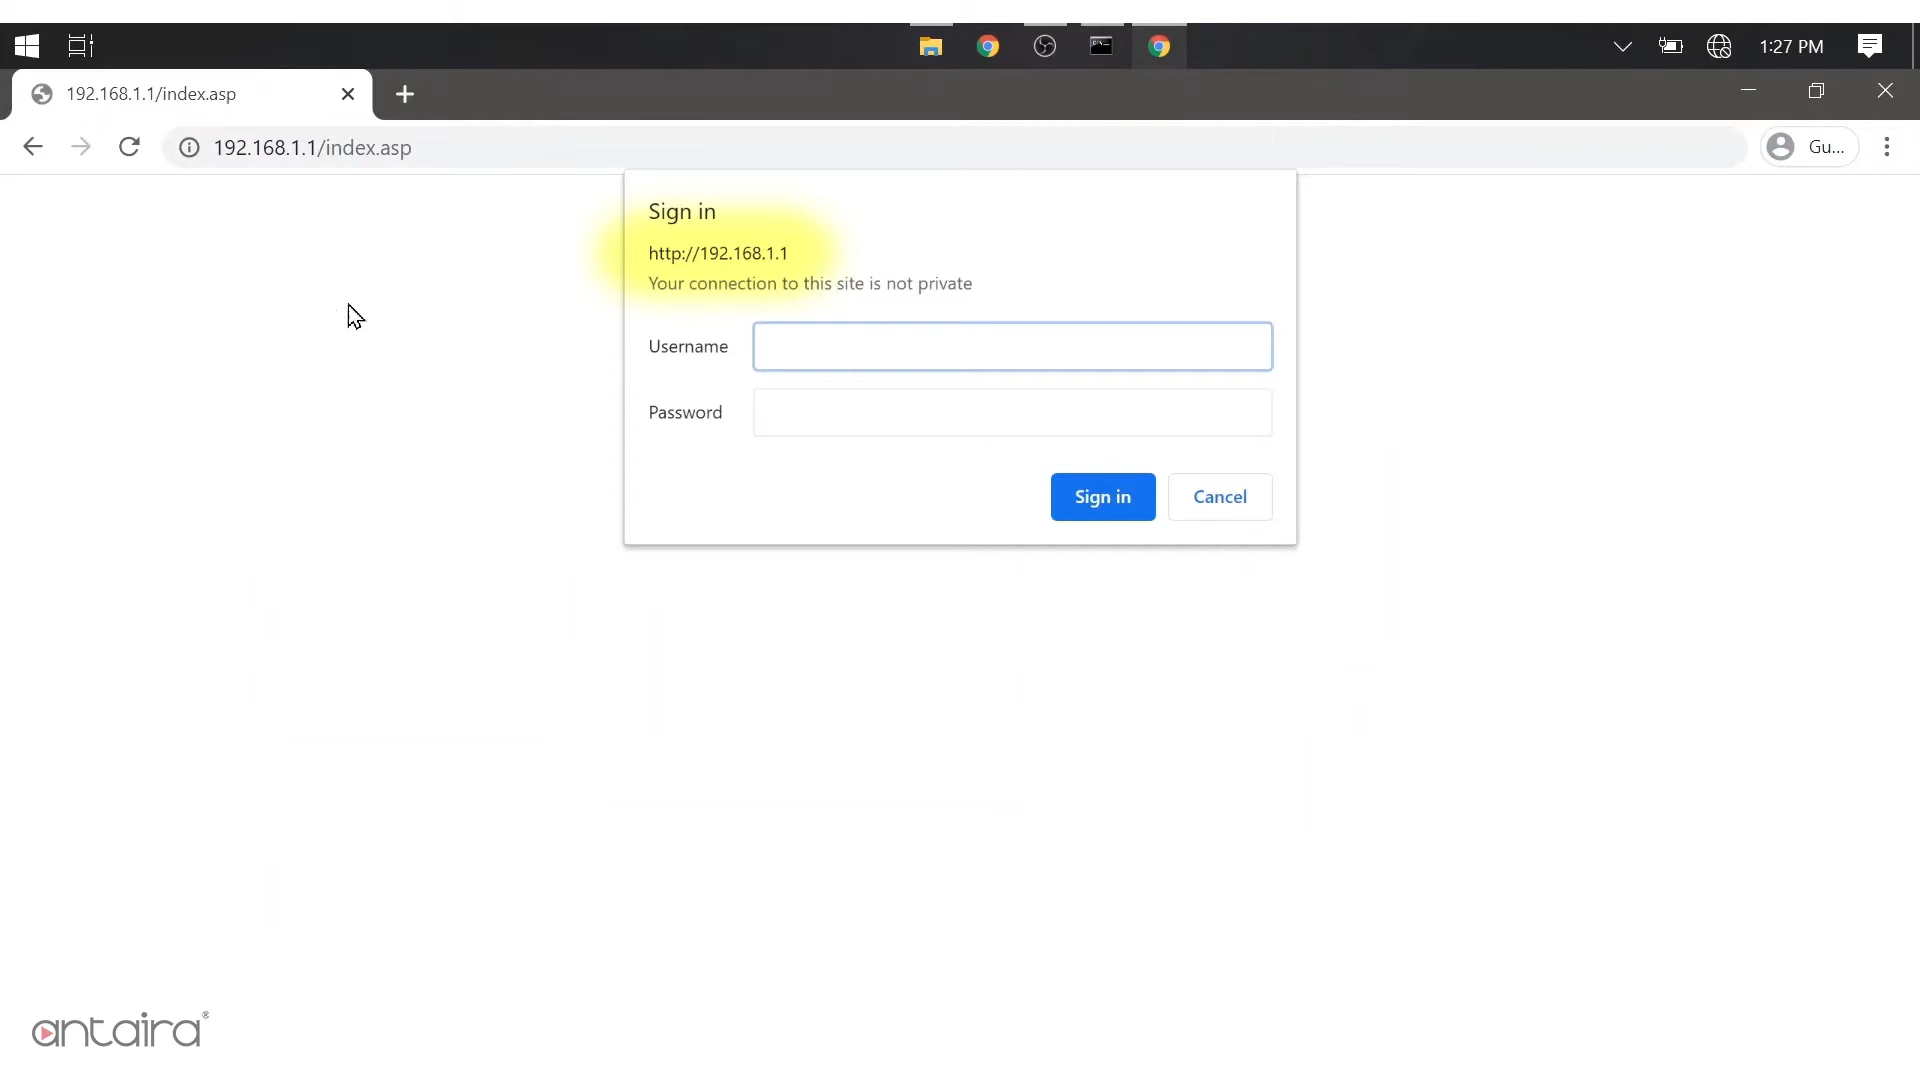 1:27 PM
192.168.1.1/index.asp
192.168.1.1/index.asp
Gu...
Sign in
http://192.168.1.1
Your connection to this site is not private
Username
Password
Sign in
Cancel
antaira®